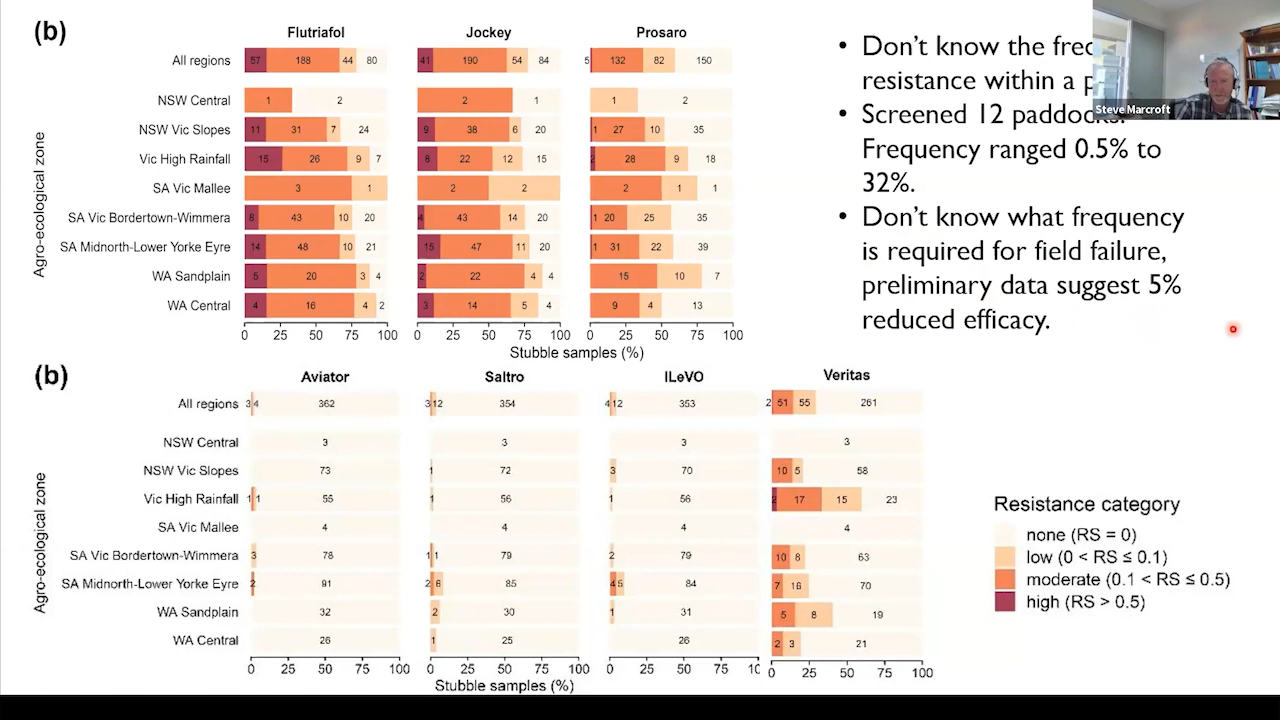 (b)
Flutriafol Jockey Prosaro
All regions 57 188 44 80 41 190 54 84 5 132 82 150
NSW Central 1 2 2 1 1 2
NSW Vic Slopes 11 31 7 24 9 38 6 20 1 27 10 35
Vic High Rainfall 15 26 9 7 8 22 12 15 2 28 9 18
SA Vic Mallee 3 1 2 2 2 1 1
SA Vic Bordertown-Wimmera 8 43 10 20 4 43 14 20 1 20 25 35
SA Midnorth-Lower Yorke Eyre 14 48 10 21 15 47 11 20 1 31 22 39
WA Sandplain 5 20 3 4 2 22 4 4 15 10 7
WA Central 4 16 4 2 3 14 5 4 9 4 13
0 25 50 75 100 0 25 50 75 100 0 25 50 75 100
Stubble samples (%)
Agro-ecological zone
• Don't know the
resistance within a
• Screened 12 paddocks.
Frequency ranged 0.5% to
32%.
• Don't know what frequency
is required for field failure,
preliminary data suggest 5%
reduced efficacy.
Steve Marcroft
(b)
Aviator Saltro ILeVO Veritas
All regions 3 4 362 3 12 354 4 12 353 2 51 55 261
NSW Central 3 3 3 3
NSW Vic Slopes 73 1 72 3 70 10 5 58
Vic High Rainfall 1 1 55 1 56 1 56 2 17 15 23
SA Vic Mallee 4 4 4 4
SA Vic Bordertown-Wimmera 3 78 1 1 79 2 79 10 8 63
SA Midnorth-Lower Yorke Eyre 2 91 2 6 85 4 5 84 7 16 70
WA Sandplain 32 2 30 1 31 5 8 19
WA Central 26 1 25 26 2 3 21
0 25 50 75 100 0 25 50 75 100 0 25 50 75 0 25 50 75 100
Stubble samples (%)
Agro-ecological zone
Resistance category
none (RS = 0)
low (0 < RS ≤ 0.1)
moderate (0.1 < RS ≤ 0.5)
high (RS > 0.5)